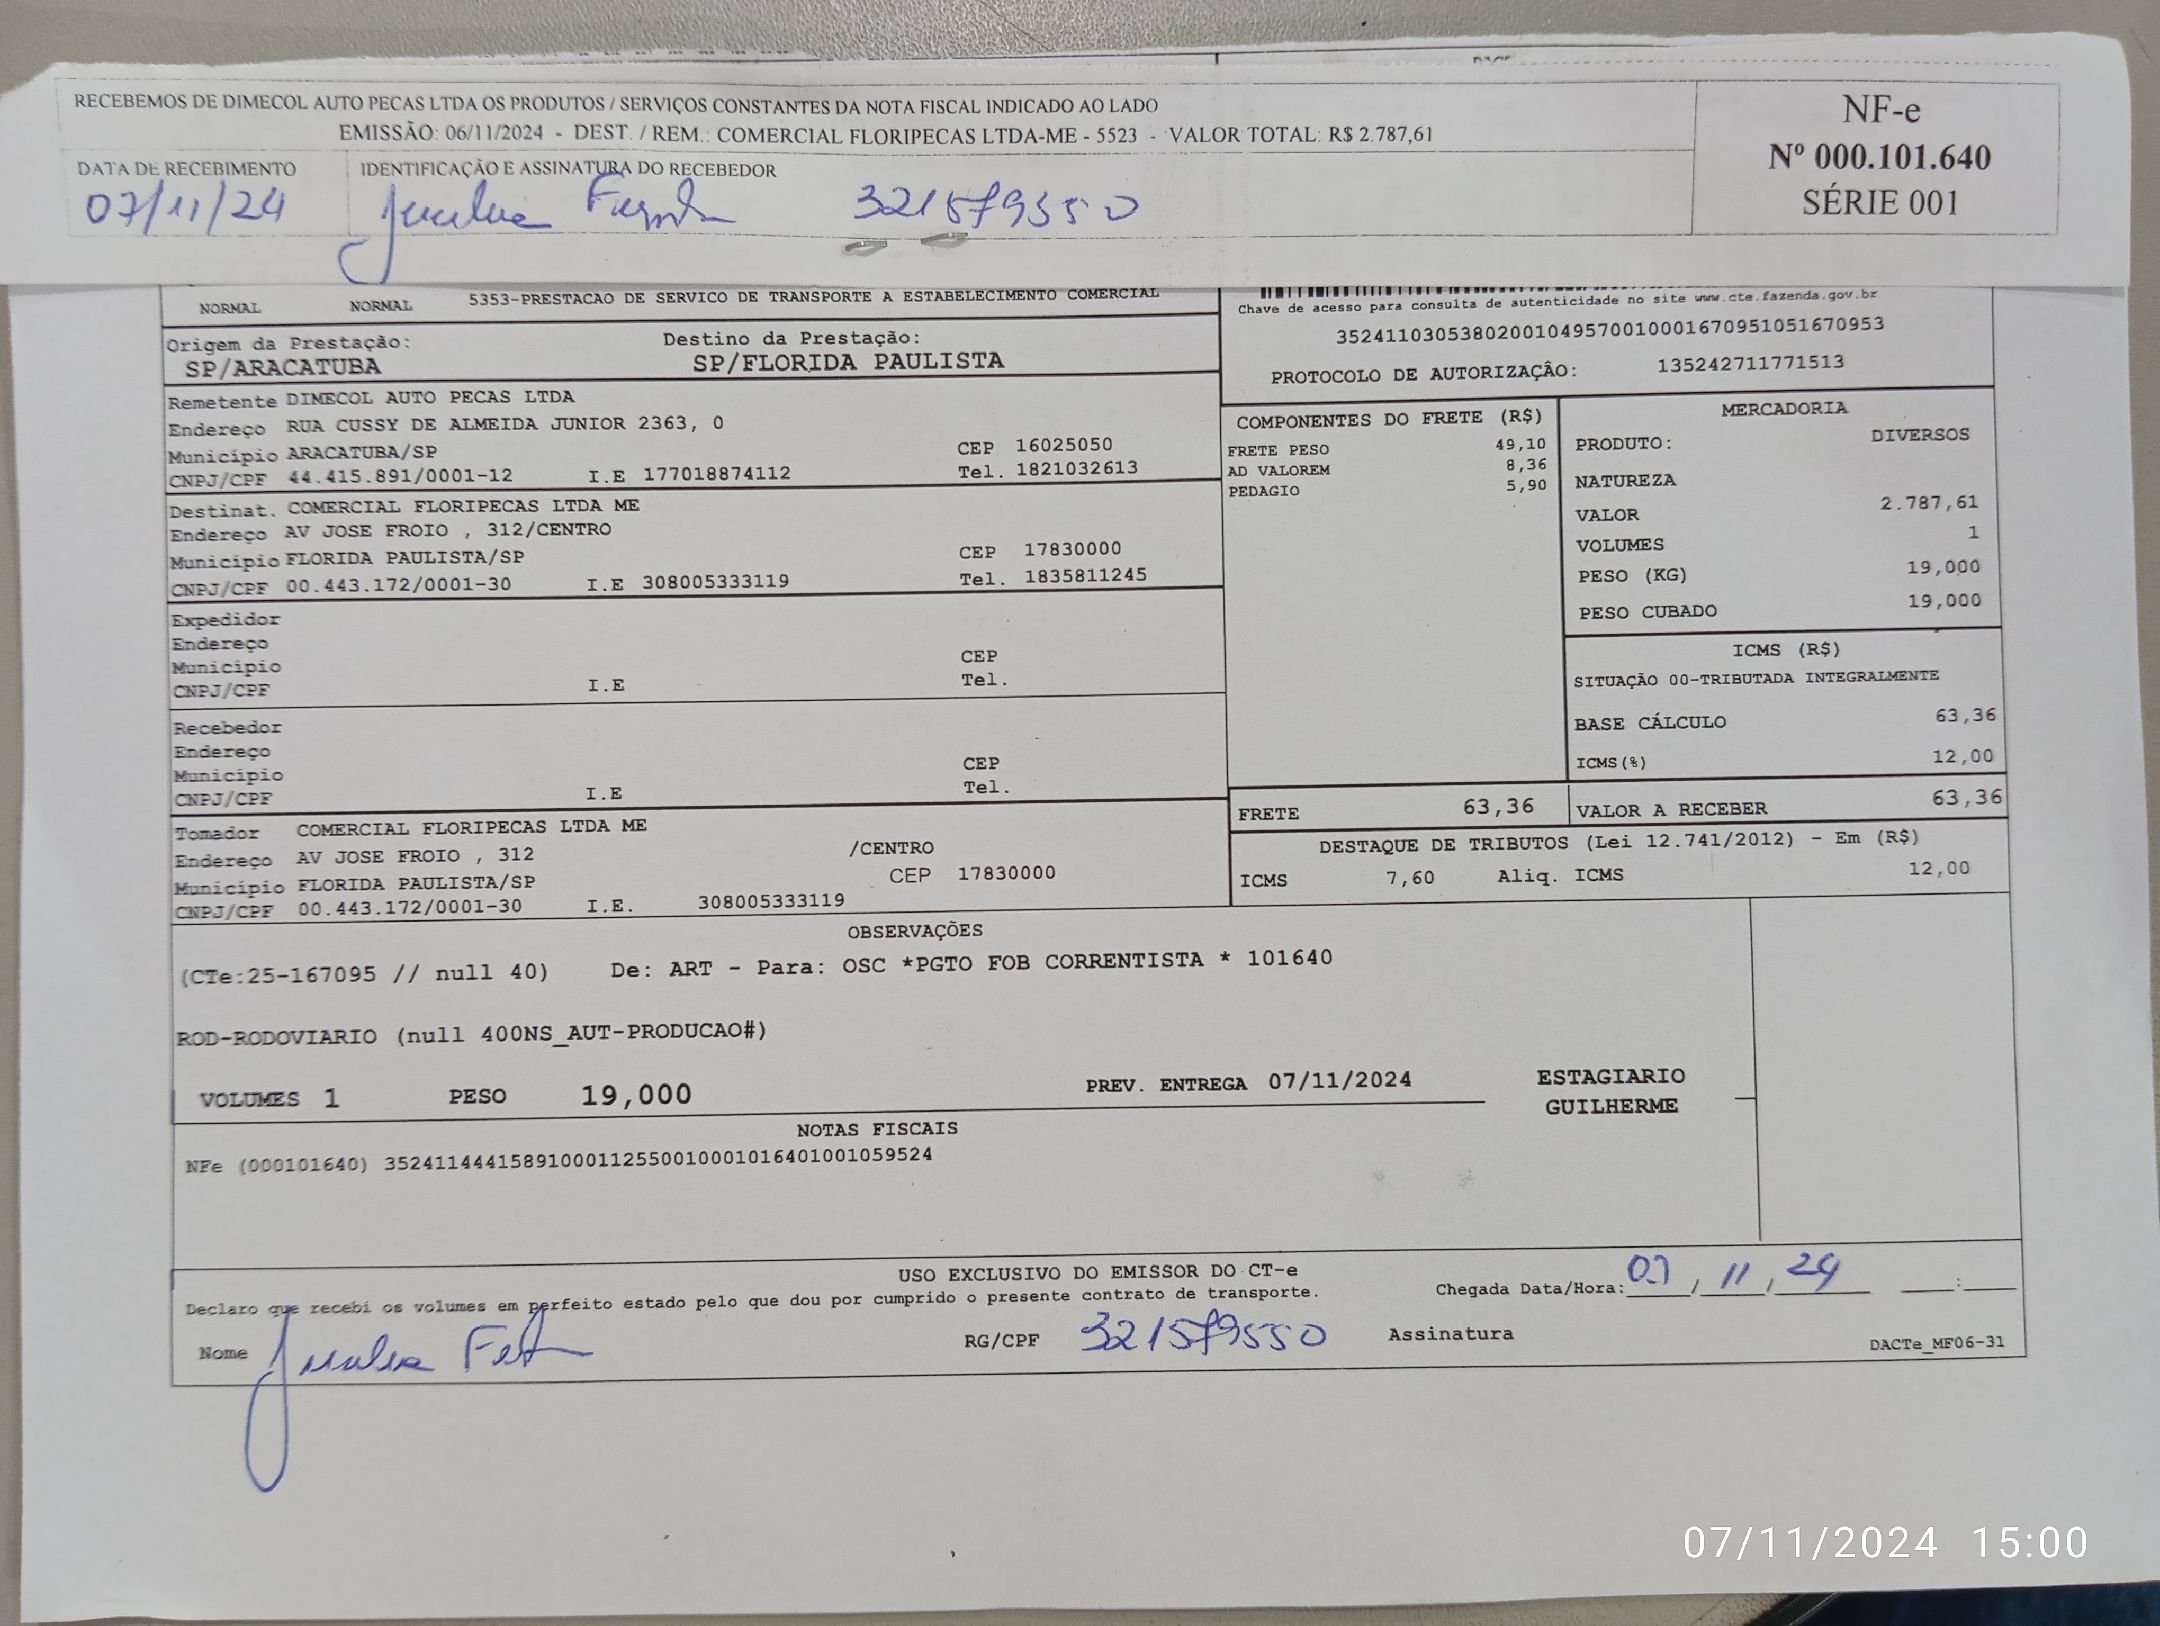 RECEBEMOS DE DIMECOL AUTO PECAS LTDA OS PRODUTOS / SERVIÇOS CONSTANTES DA NOTA FISCAL INDICADO AO LADO
EMISSÃO: 06/11/2024 - DEST. / REM.: COMERCIAL FLORIPECAS LTDA-ME - 5523 - VALOR TOTAL: R$ 2.787,61
NF-e
Nº 000.101.640
SÉRIE 001
DATA DE RECEBIMENTO
07/11/24
IDENTIFICAÇÃO E ASSINATURA DO RECEBEDOR
321579550
NORMAL NORMAL 5353-PRESTACAO DE SERVICO DE TRANSPORTE A ESTABELECIMENTO COMERCIAL
Chave de acesso para consulta de autenticidade no site www.cte.fazenda.gov.br
35241103053802001049570010001670951051670953
PROTOCOLO DE AUTORIZAÇÃO: 135242711771513
Origem da Prestação: Destino da Prestação:
SP/ARACATUBA SP/FLORIDA PAULISTA
Remetente DIMECOL AUTO PECAS LTDA
Endereço RUA CUSSY DE ALMEIDA JUNIOR 2363, 0
Município ARACATUBA/SP CEP 16025050
CNPJ/CPF 44.415.891/0001-12 I.E 177018874112 Tel. 1821032613
Destinat. COMERCIAL FLORIPECAS LTDA ME
Endereço AV JOSE FROIO , 312/CENTRO
Município FLORIDA PAULISTA/SP CEP 17830000
CNPJ/CPF 00.443.172/0001-30 I.E 308005333119 Tel. 1835811245
Expedidor
Endereço
Município CEP
CNPJ/CPF I.E Tel.
Recebedor
Endereço
Município CEP
CNPJ/CPF I.E Tel.
Tomador COMERCIAL FLORIPECAS LTDA ME
Endereço AV JOSE FROIO , 312 /CENTRO
Município FLORIDA PAULISTA/SP CEP 17830000
CNPJ/CPF 00.443.172/0001-30 I.E. 308005333119
COMPONENTES DO FRETE (R$)
FRETE PESO 49,10
AD VALOREM 8,36
PEDAGIO 5,90
MERCADORIA
PRODUTO: DIVERSOS
NATUREZA
VALOR 2.787,61
VOLUMES 1
PESO (KG) 19,000
PESO CUBADO 19,000
ICMS (R$)
SITUAÇÃO 00-TRIBUTADA INTEGRALMENTE
BASE CÁLCULO 63,36
ICMS(%) 12,00
FRETE 63,36 VALOR A RECEBER 63,36
DESTAQUE DE TRIBUTOS (Lei 12.741/2012) - Em (R$)
ICMS 7,60 Aliq. ICMS 12,00
OBSERVAÇÕES
(CTe:25-167095 // null 40) De: ART - Para: OSC *PGTO FOB CORRENTISTA * 101640
ROD-RODOVIARIO (null 400NS_AUT-PRODUCAO#)
VOLUMES 1 PESO 19,000 PREV. ENTREGA 07/11/2024
ESTAGIARIO
GUILHERME
NOTAS FISCAIS
NFe (000101640) 35241144415891000112550010001016401001059524
USO EXCLUSIVO DO EMISSOR DO CT-e
Declaro que recebi os volumes em perfeito estado pelo que dou por cumprido o presente contrato de transporte.
Chegada Data/Hora: 07/11/24 :
Nome
RG/CPF 321579550 Assinatura
DACTe_MF06-31
07/11/2024 15:00